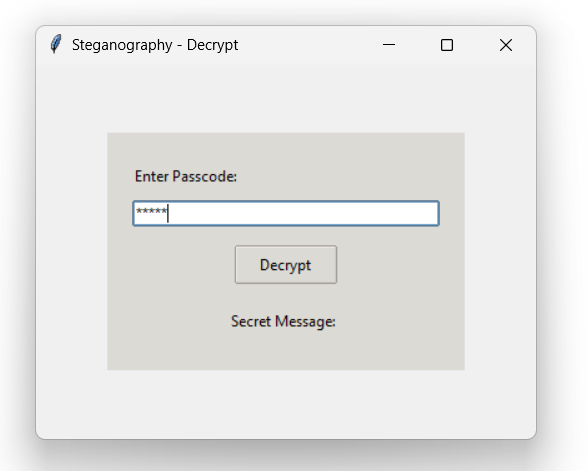 Steganography - Decrypt
Enter Passcode:
*****
Decrypt
Secret Message: